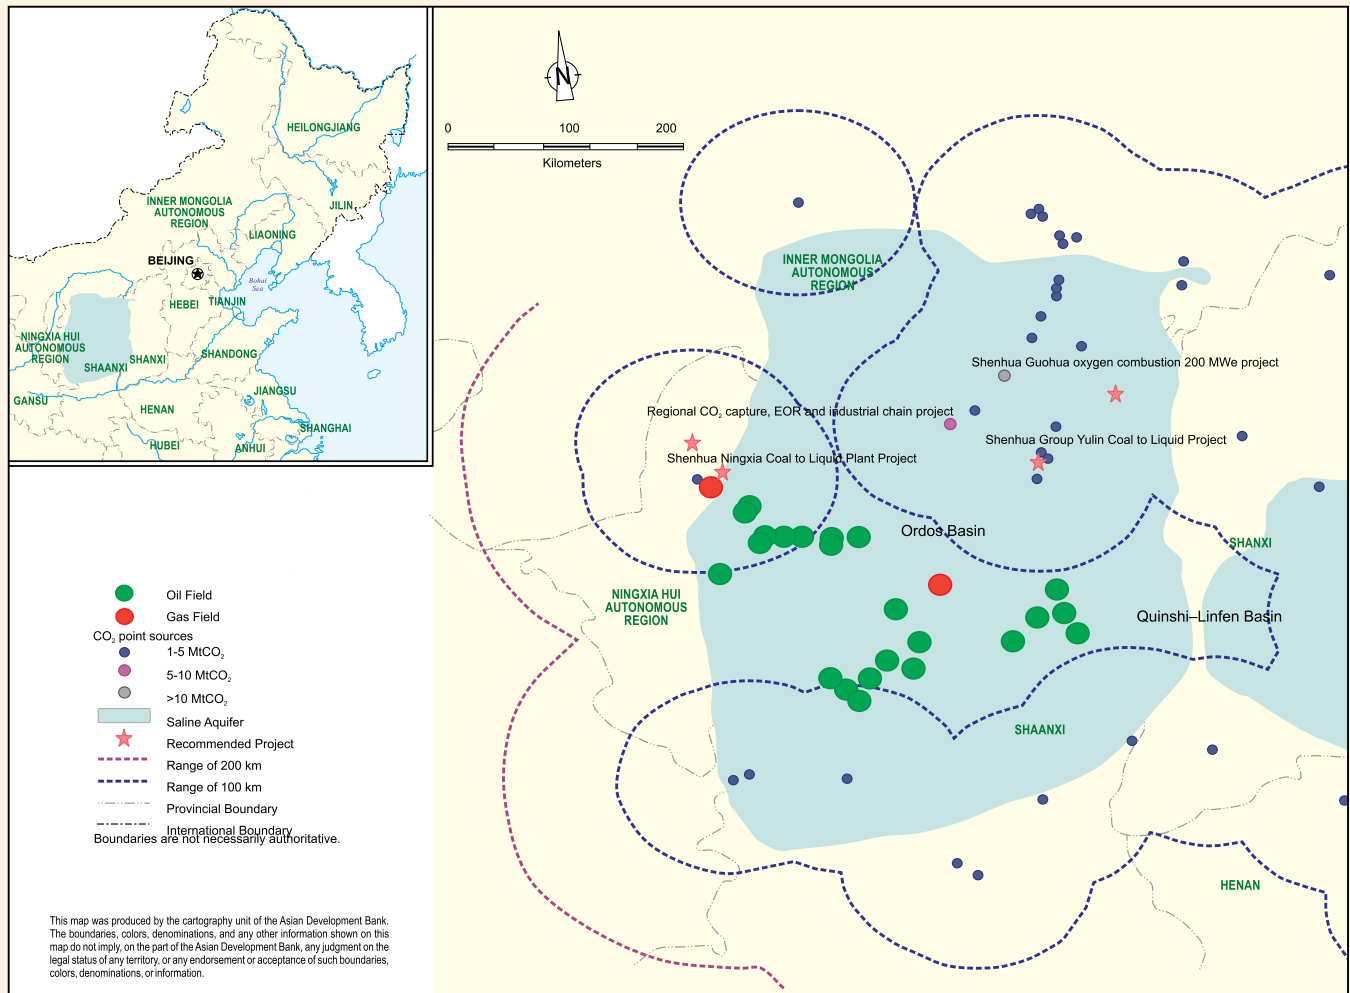 HEILONGJIANG
INNER MONGOLIA
AUTONOMOUS
REGION
JILIN
LIAONING
BEIJING
Bohai
Sea
HEBEI
TIANJIN
NINGXIA HUI
AUTONOMOUS
REGION
SHANXI
SHAANXI
SHANDONG
GANSU
HENAN
JIANGSU
SHANGHAI
HUBEI
ANHUI
N
0 100 200
Kilometers
INNER MONGOLIA
AUTONOMOUS
REGION
Shenhua Guohua oxygen combustion 200 MWe project
Regional CO2 capture, EOR and industrial chain project
Shenhua Group Yulin Coal to Liquid Project
Shenhua Ningxia Coal to Liquid Plant Project
Ordos Basin
SHANXI
NINGXIA HUI
AUTONOMOUS
REGION
Quinshi–Linfen Basin
SHAANXI
HENAN
Oil Field
Gas Field
CO2 point sources
1-5 MtCO2
5-10 MtCO2
>10 MtCO2
Saline Aquifer
Recommended Project
Range of 200 km
Range of 100 km
Provincial Boundary
International Boundary
Boundaries are not necessarily authoritative.
This map was produced by the cartography unit of the Asian Development Bank.
The boundaries, colors, denominations, and any other information shown on this
map do not imply, on the part of the Asian Development Bank, any judgment on the
legal status of any territory, or any endorsement or acceptance of such boundaries,
colors, denominations, or information.